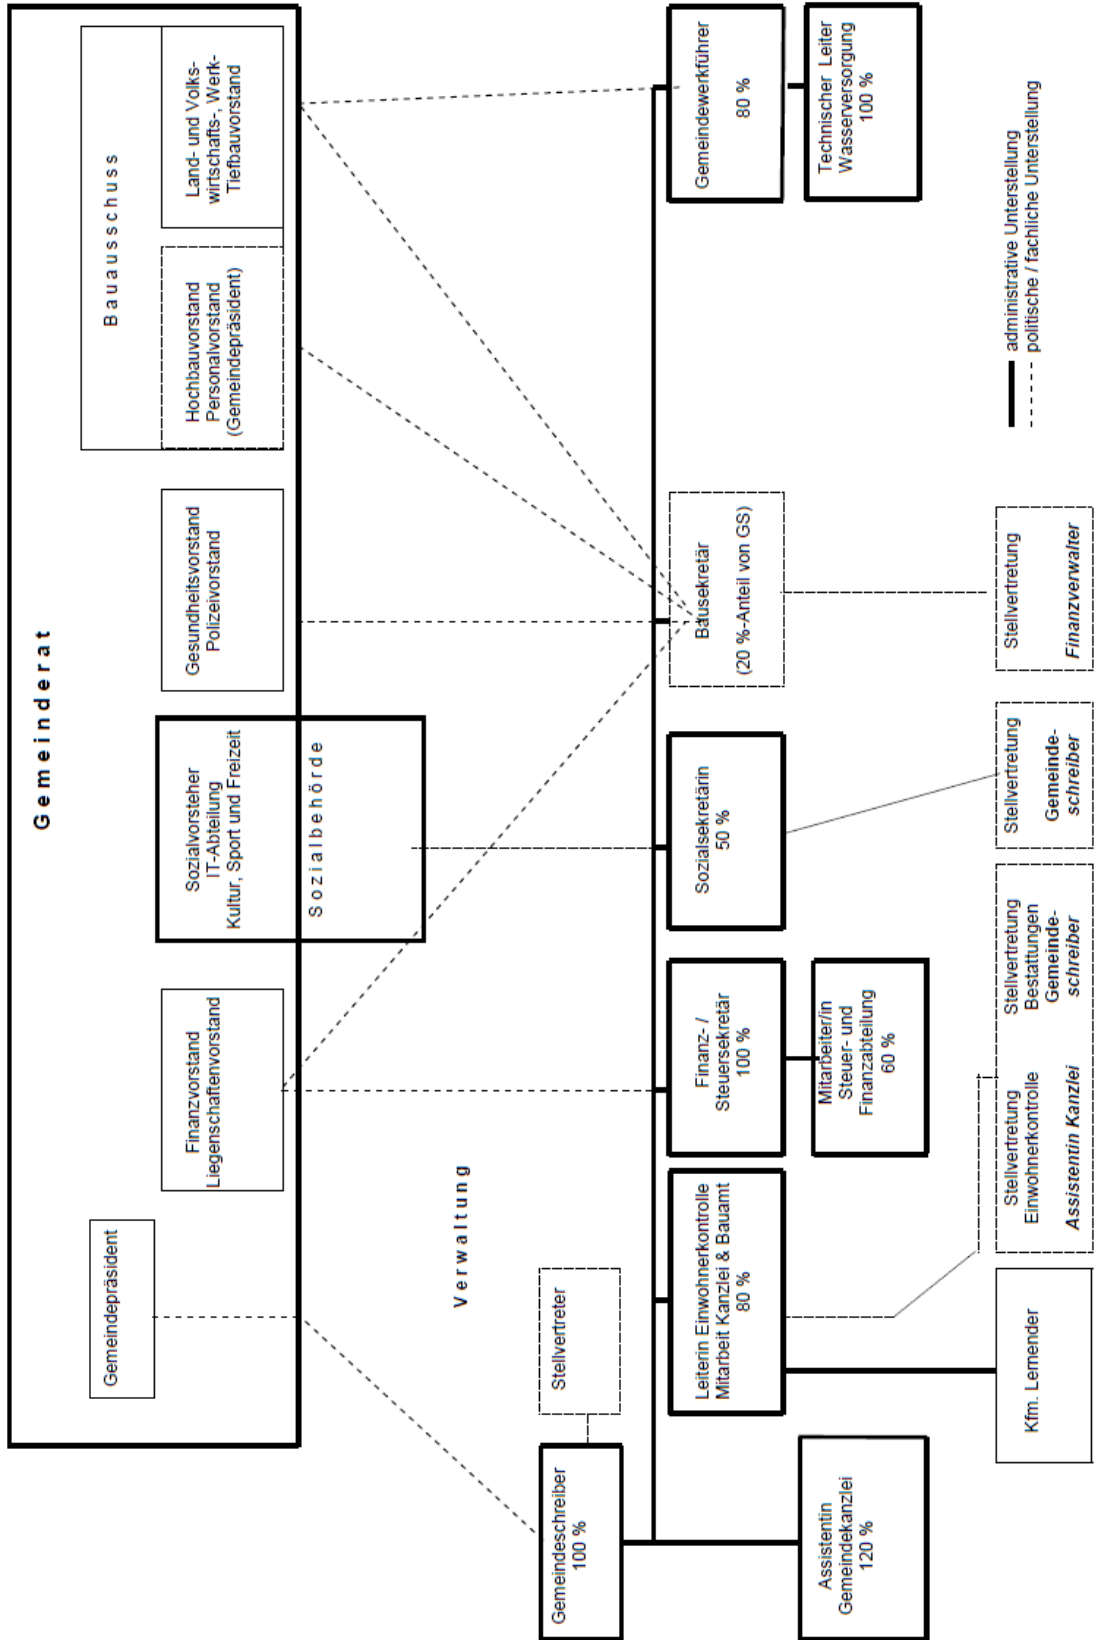 Gemeinderat
Bauausschuss
Gemeindepräsident
Finanzvorstand
Liegenschaftenvorstand
Sozialvorsteher
IT-Abteilung
Kultur, Sport und Freizeit
Sozialbehörde
Gesundheitsvorstand
Polizeivorstand
Hochbauvorstand
Personalvorstand
(Gemeindepräsident)
Land- und Volks-
wirtschafts-, Werk-
Tiefbauvorstand
Verwaltung
Gemeindeschreiber
100 %
Stellvertreter
Leiterin Einwohnerkontrolle
Mitarbeit Kanzlei & Bauamt
80 %
Finanz- /
Steuersekretär
100 %
Sozialsekretärin
50 %
Bausekretär
(20 %-Anteil von GS)
Gemeindewerkführer
80 %
Assistentin
Gemeindekanzlei
120 %
Mitarbeiter/in
Steuer- und
Finanzabteilung
60 %
Technischer Leiter
Wasserversorgung
100 %
Kfm. Lernender
Stellvertretung
Einwohnerkontrolle
Assistentin Kanzlei
Stellvertretung
Bestattungen
Gemeinde-
schreiber
Stellvertretung
Gemeinde-
schreiber
Stellvertretung
Finanzverwalter
administrative Unterstellung
politische / fachliche Unterstellung